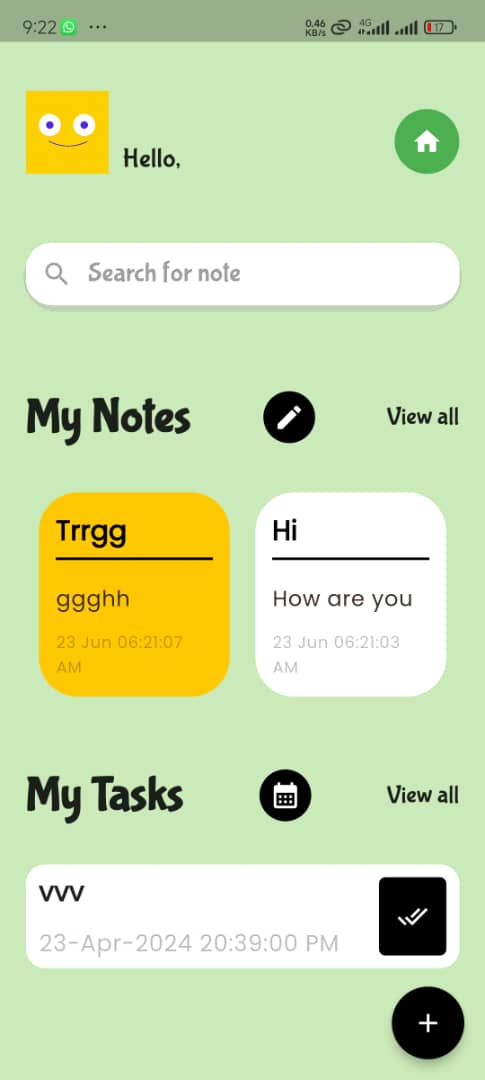 9:22 ...
0.46 KB/s 4G 17
Hello,
Search for note
My Notes
View all
Trrgg
ggghh
23 Jun 06:21:07
AM
Hi
How are you
23 Jun 06:21:03
AM
My Tasks
View all
vvv
23-Apr-2024 20:39:00 PM